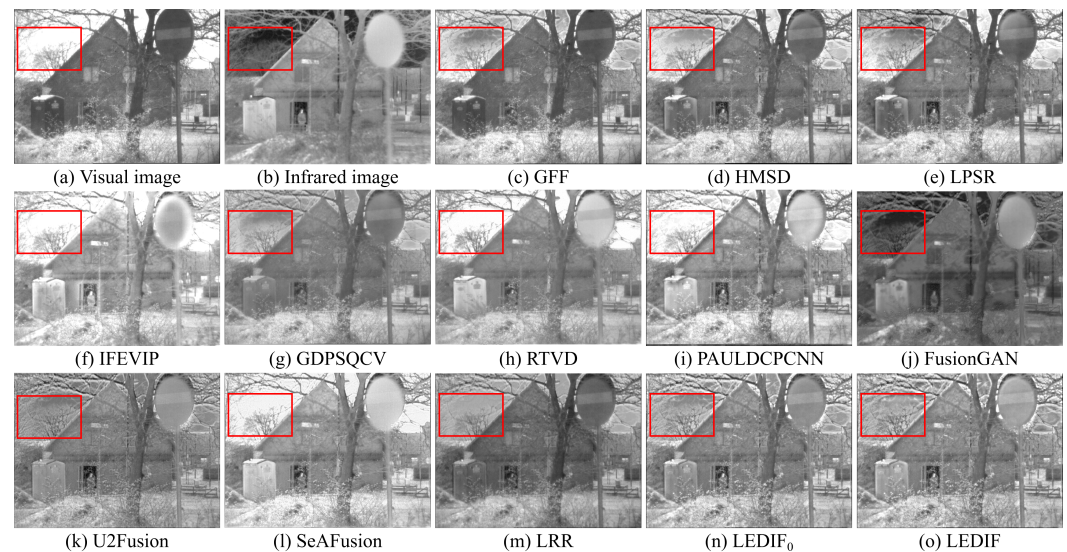 (a) Visual image
(b) Infrared image
(c) GFF
(d) HMSD
(e) LPSR
(f) IFEVIP
(g) GDPSQCV
(h) RTVD
(i) PAULDCPCNN
(j) FusionGAN
(k) U2Fusion
(l) SeAFusion
(m) LRR
(n) LEDIF₀
(o) LEDIF